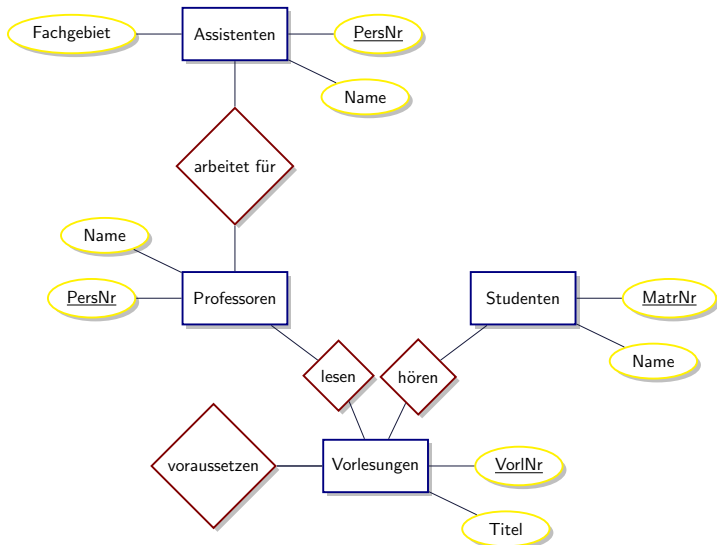 Fachgebiet
Assistenten
PersNr
Name
arbeitet für
Name
PersNr
Professoren
Studenten
MatrNr
Name
lesen
hören
voraussetzen
Vorlesungen
VorlNr
Titel